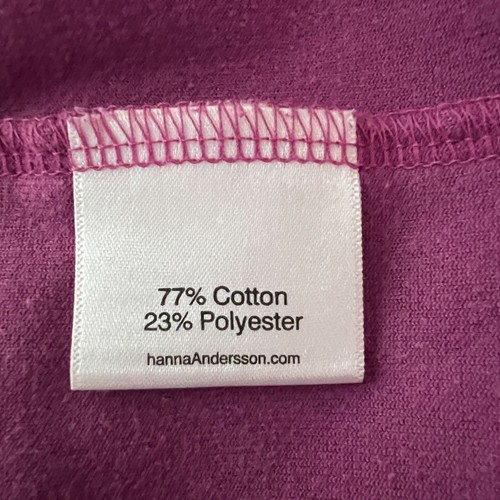 77% Cotton
23% Polyester
hannaAndersson.com